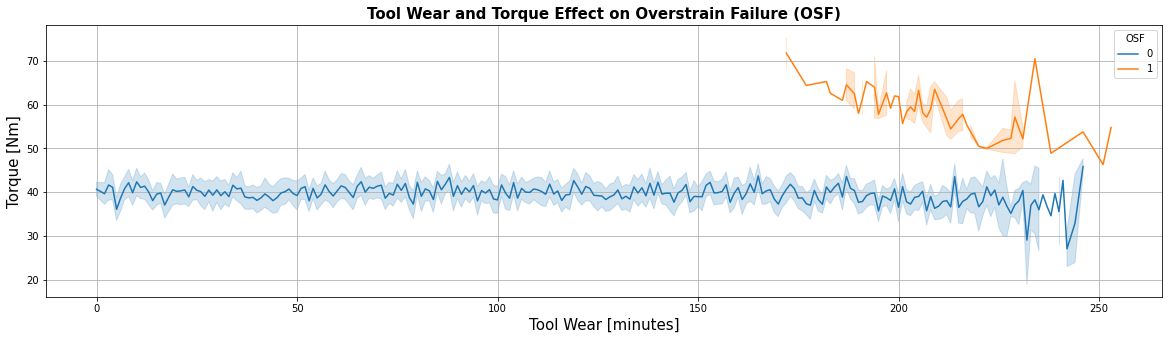 Tool Wear and Torque Effect on Overstrain Failure (OSF)
OSF
0
1
Torque [Nm]
70
60
50
40
30
20
0 50 100 150 200 250
Tool Wear [minutes]